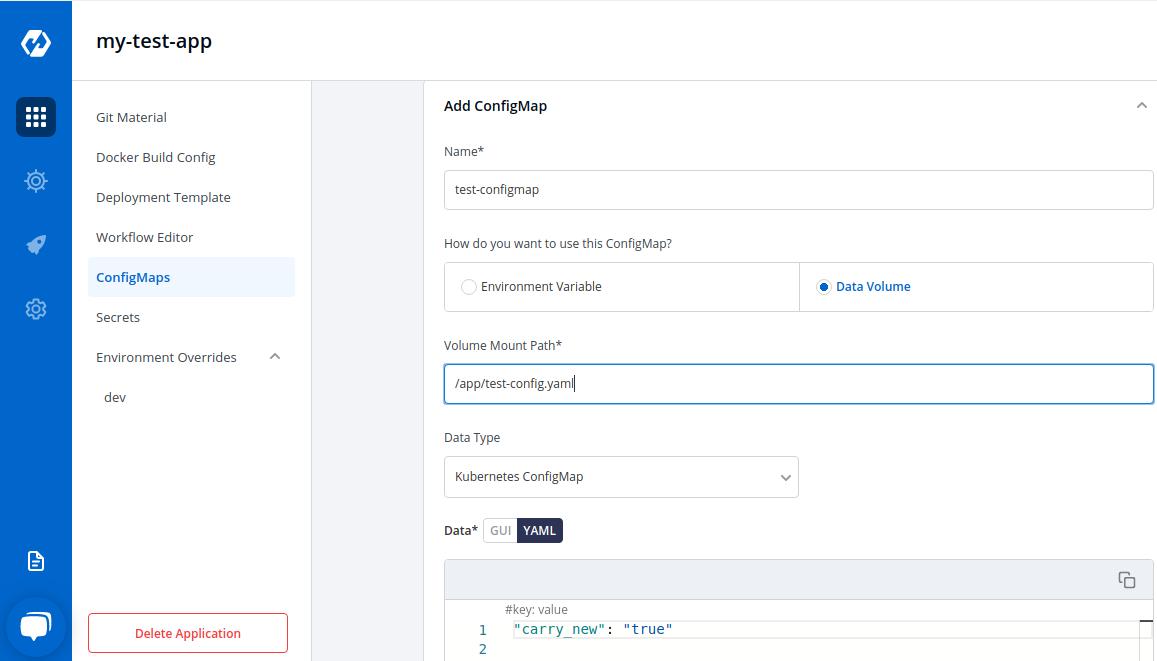 my-test-app
Git Material
Docker Build Config
Deployment Template
Workflow Editor
ConfigMaps
Secrets
Environment Overrides
dev
Delete Application
Add ConfigMap
Name*
test-configmap
How do you want to use this ConfigMap?
Environment Variable
Data Volume
Volume Mount Path*
/app/test-config.yaml
Data Type
Kubernetes ConfigMap
Data* GUI YAML
#key: value
1 "carry_new": "true"
2